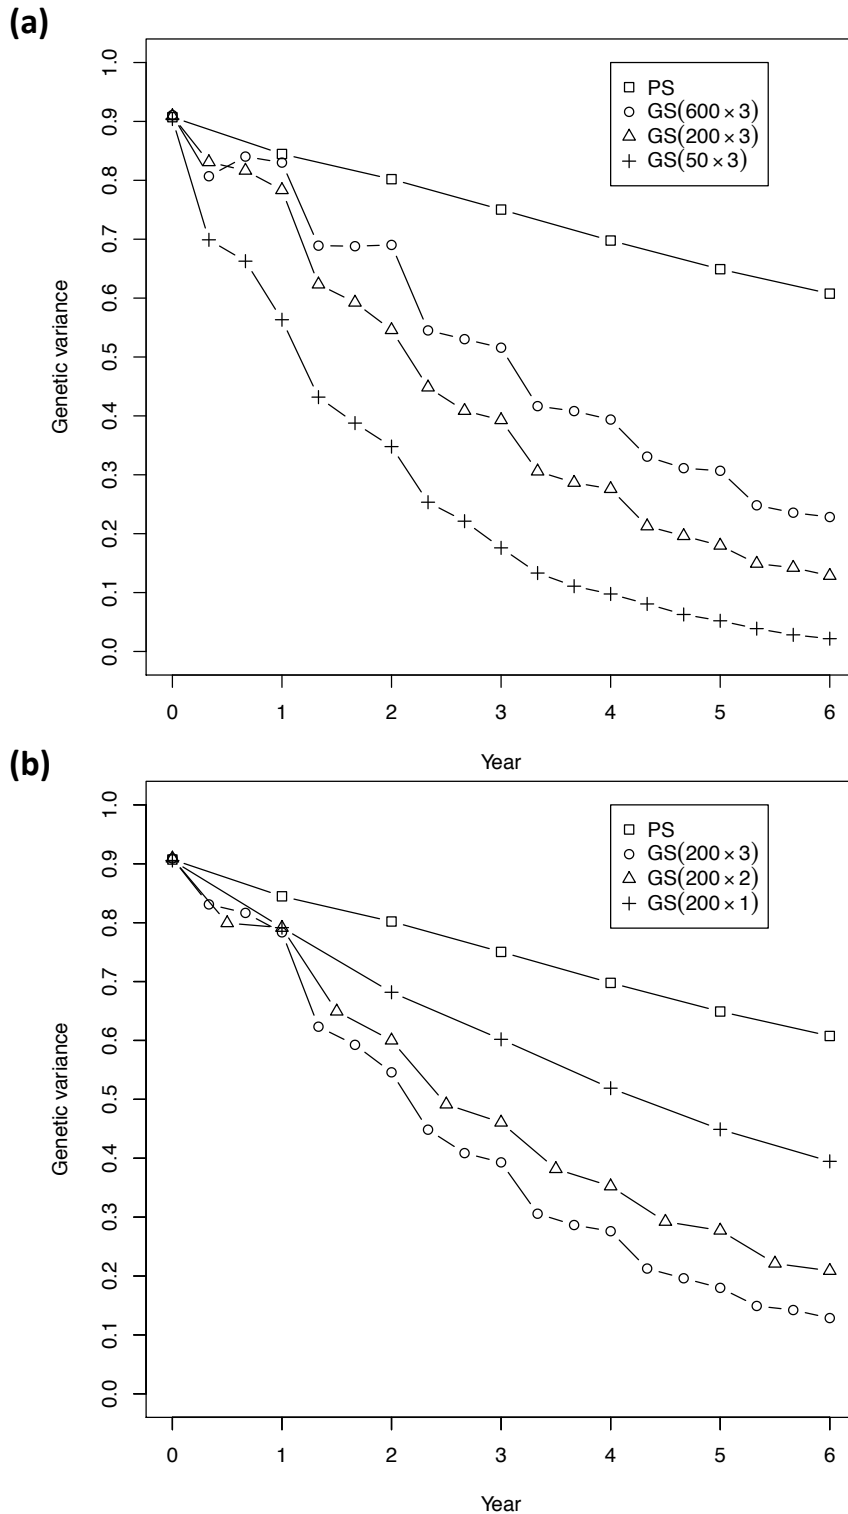 (a)
Genetic variance
1.0
0.9
0.8
0.7
0.6
0.5
0.4
0.3
0.2
0.1
0.0
PS
GS(600 × 3)
GS(200 × 3)
GS(50 × 3)
0 1 2 3 4 5 6
Year
(b)
Genetic variance
1.0
0.9
0.8
0.7
0.6
0.5
0.4
0.3
0.2
0.1
0.0
PS
GS(200 × 3)
GS(200 × 2)
GS(200 × 1)
0 1 2 3 4 5 6
Year